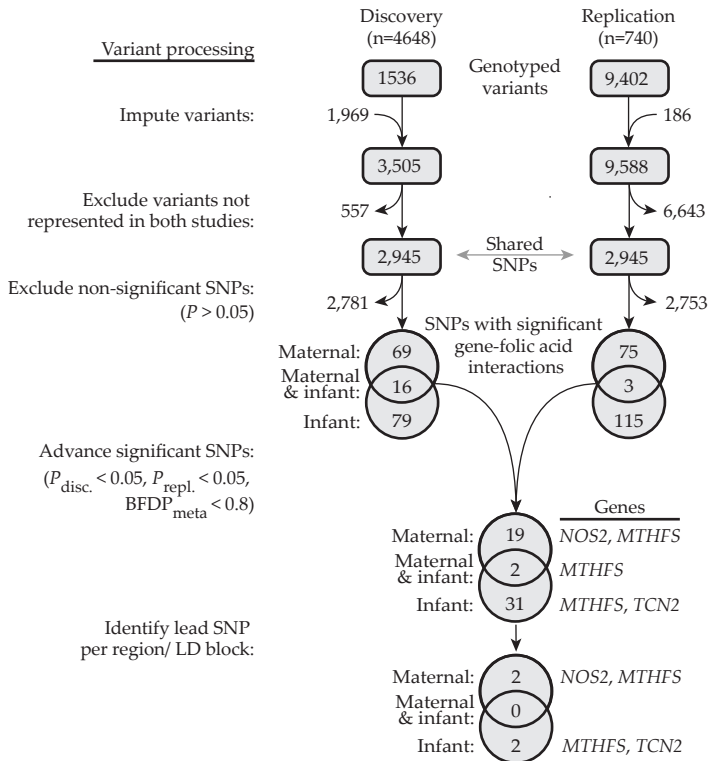 Discovery
(n=4648)
Replication
(n=740)
Variant processing
1536
Genotyped
variants
9,402
Impute variants:
1,969
186
3,505
9,588
Exclude variants not
represented in both studies:
557
6,643
2,945
Shared
SNPs
2,945
Exclude non-significant SNPs:
(P > 0.05)
2,781
2,753
SNPs with significant
gene-folic acid
interactions
Maternal:
69
75
Maternal
& infant:
16
3
Infant:
79
115
Advance significant SNPs:
(Pdisc. < 0.05, Prepl. < 0.05,
BFDPmeta < 0.8)
Genes
Maternal:
19
NOS2, MTHFS
Maternal
& infant:
2
MTHFS
Infant:
31
MTHFS, TCN2
Identify lead SNP
per region/ LD block:
Maternal:
2
NOS2, MTHFS
Maternal
& infant:
0
Infant:
2
MTHFS, TCN2